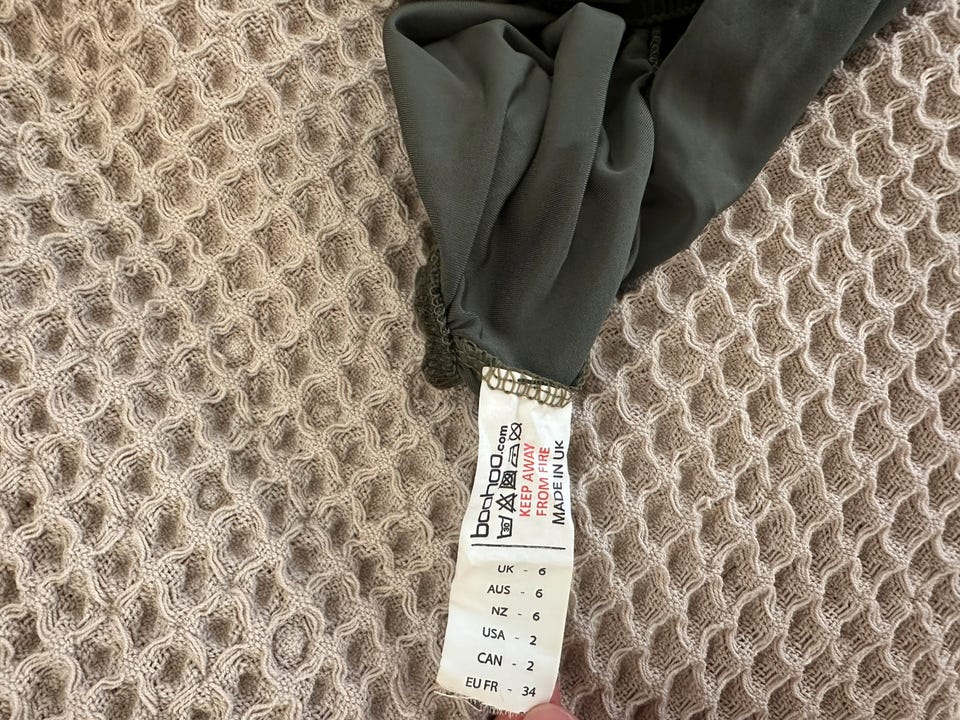 boohoo.com
30
KEEP AWAY
FROM FIRE
MADE IN UK
UK - 6
AUS - 6
NZ - 6
USA - 2
CAN - 2
EU FR - 34